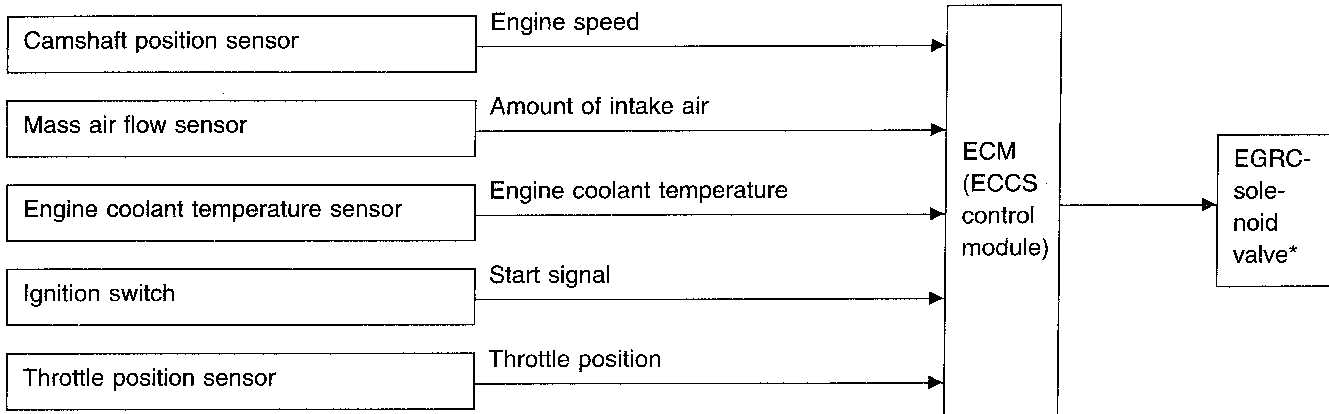 Camshaft position sensor
Engine speed
Mass air flow sensor
Amount of intake air
Engine coolant temperature sensor
Engine coolant temperature
Ignition switch
Start signal
Throttle position sensor
Throttle position
ECM
(ECCS
control
module)
EGRC-
sole-
noid
valve*